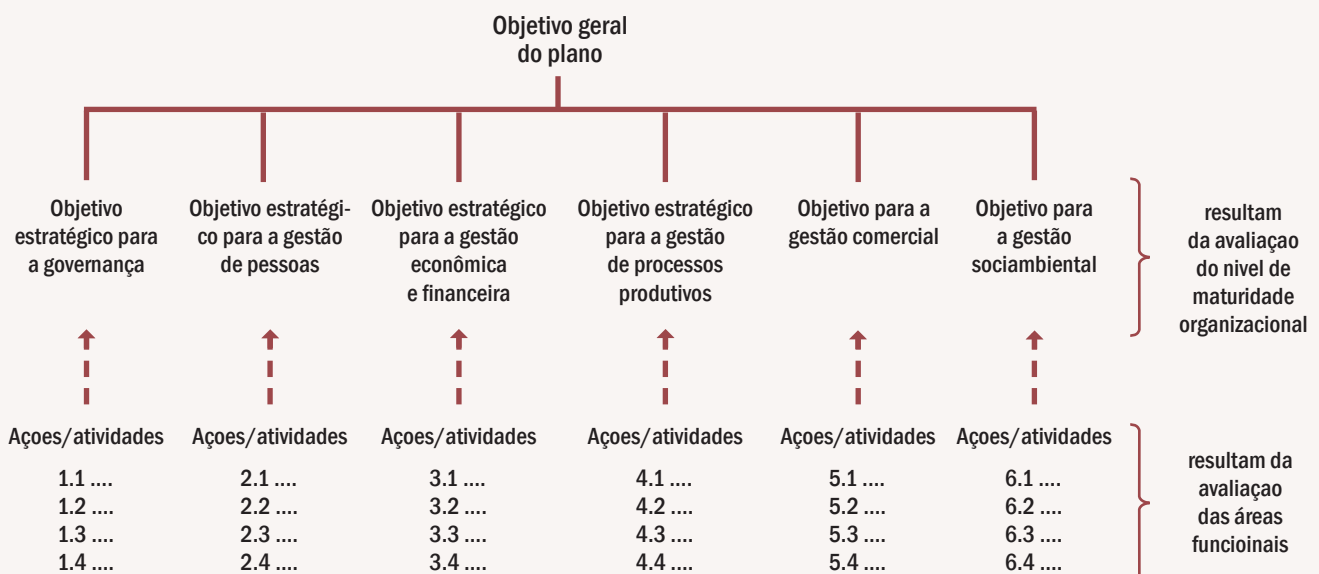 Objetivo geral
do plano
Objetivo
estratégico para
a governança
Objetivo estratégi-
co para a gestão
de pessoas
Objetivo estratégico
para a gestão
econômica
e financeira
Objetivo estratégico
para a gestão
de processos
produtivos
Objetivo para a
gestão comercial
Objetivo para
a gestão
sociambiental
resultam
da avaliaçao
do nivel de
maturidade
organizacional
Açoes/atividades
1.1 ....
1.2 ....
1.3 ....
1.4 ....
Açoes/atividades
2.1 ....
2.2 ....
2.3 ....
2.4 ....
Açoes/atividades
3.1 ....
3.2 ....
3.3 ....
3.4 ....
Açoes/atividades
4.1 ....
4.2 ....
4.3 ....
4.4 ....
Açoes/atividades
5.1 ....
5.2 ....
5.3 ....
5.4 ....
Açoes/atividades
6.1 ....
6.2 ....
6.3 ....
6.4 ....
resultam da
avaliaçao
das áreas
funcioinais